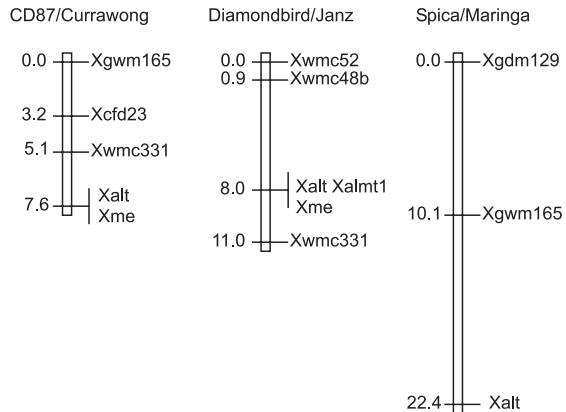 CD87/Currawong
0.0 Xgwm165
3.2 Xcfd23
5.1 Xwmc331
7.6 Xalt
Xme
Diamondbird/Janz
0.0 Xwmc52
0.9 Xwmc48b
8.0 Xalt Xalmt1
Xme
11.0 Xwmc331
Spica/Maringa
0.0 Xgdm129
10.1 Xgwm165
22.4 Xalt